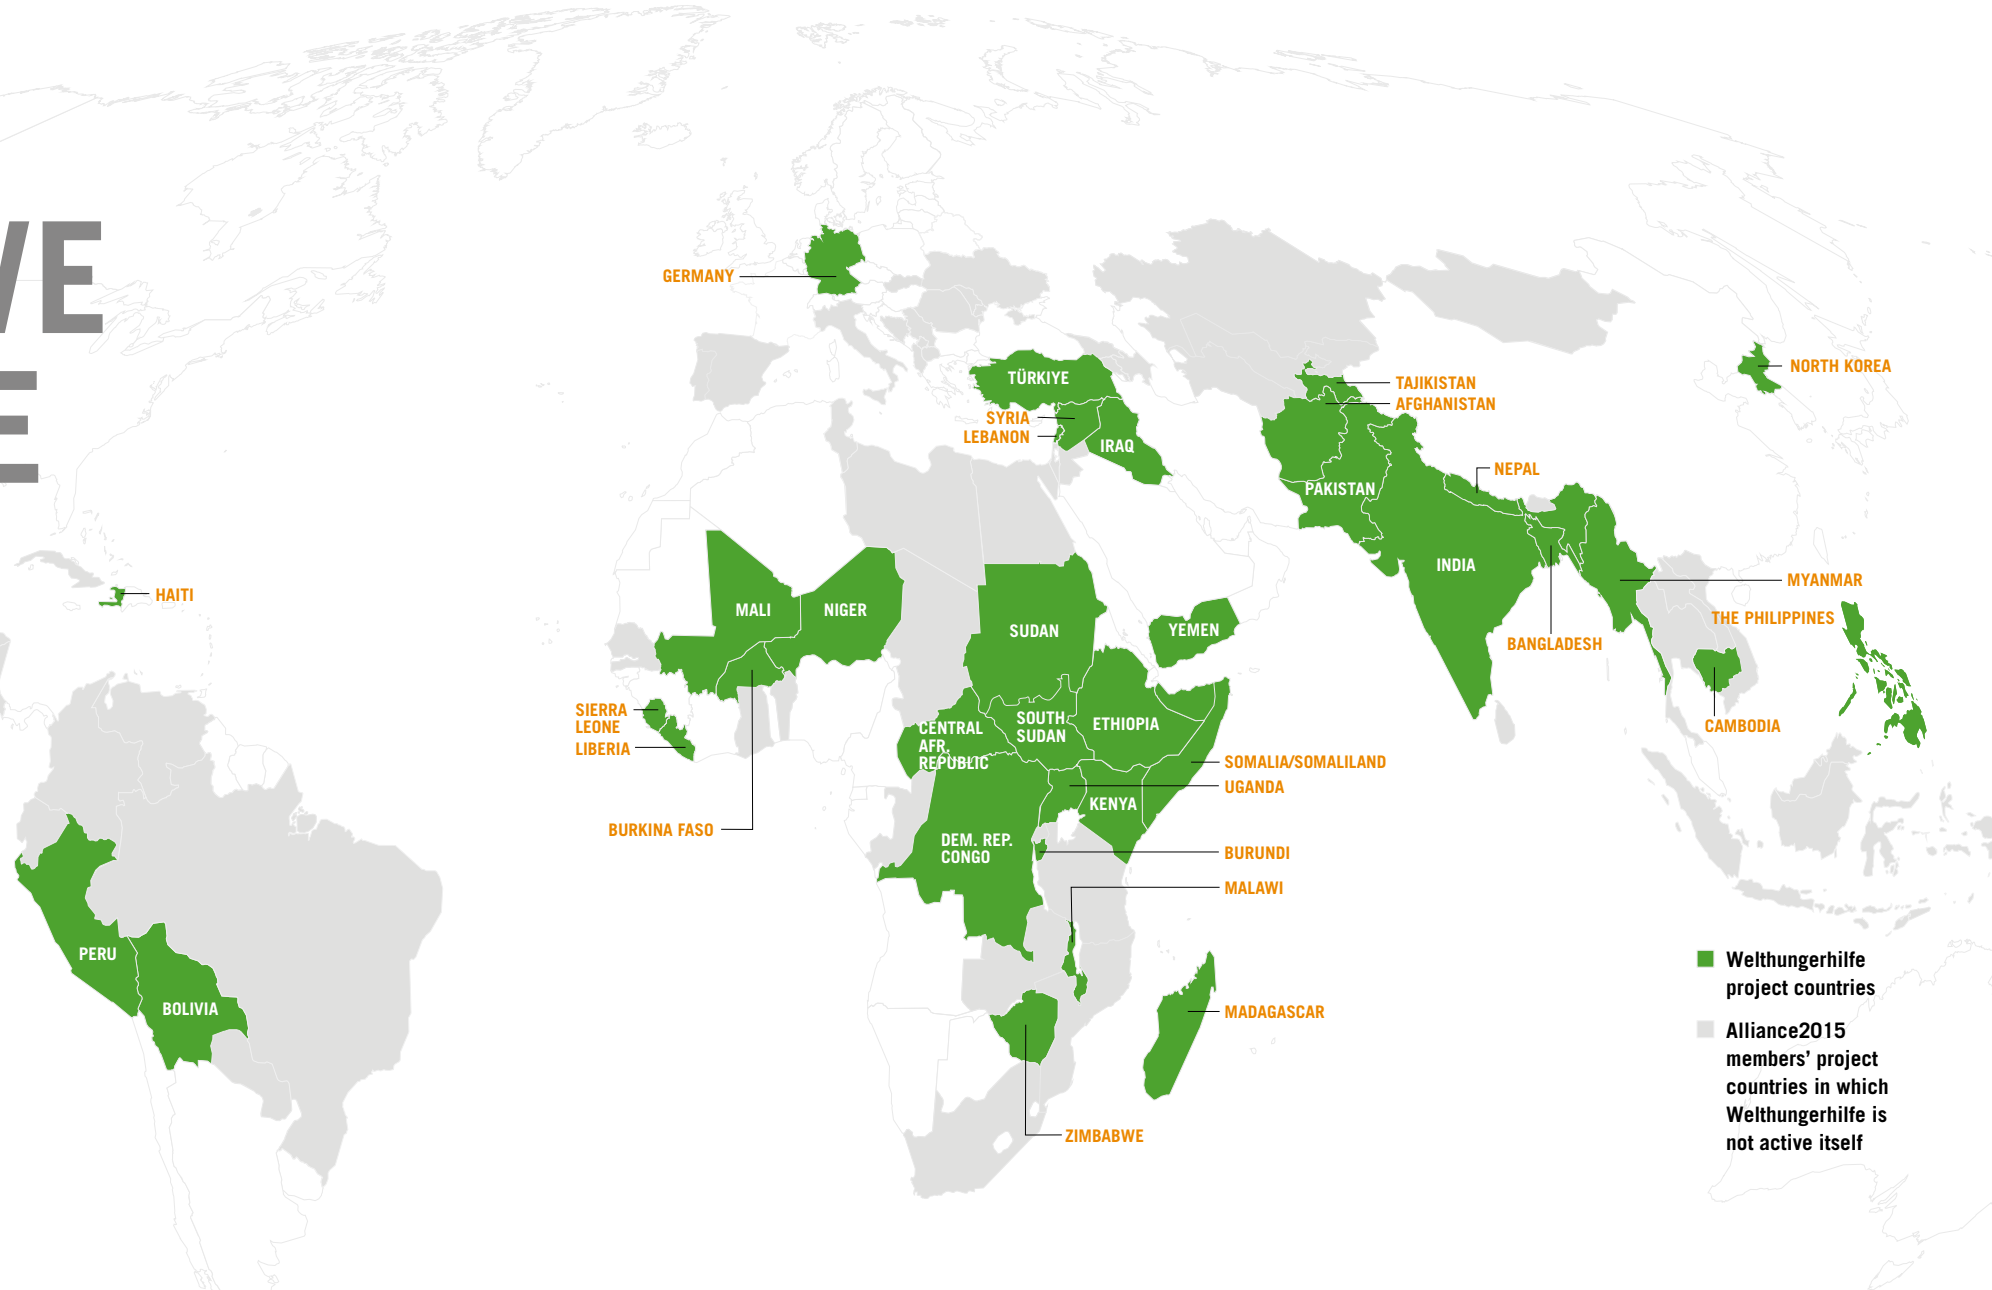 VE
E
GERMANY
TÜRKIYE
SYRIA
LEBANON
IRAQ
TAJIKISTAN
AFGHANISTAN
NORTH KOREA
NEPAL
PAKISTAN
INDIA
MYANMAR
THE PHILIPPINES
BANGLADESH
CAMBODIA
HAITI
MALI
NIGER
SUDAN
YEMEN
SIERRA
LEONE
LIBERIA
CENTRAL
AFR.
REPUBLIC
SOUTH
SUDAN
ETHIOPIA
SOMALIA/SOMALILAND
UGANDA
KENYA
BURKINA FASO
DEM. REP.
CONGO
BURUNDI
MALAWI
PERU
BOLIVIA
MADAGASCAR
ZIMBABWE
Welthungerhilfe
project countries
Alliance2015
members’ project
countries in which
Welthungerhilfe is
not active itself